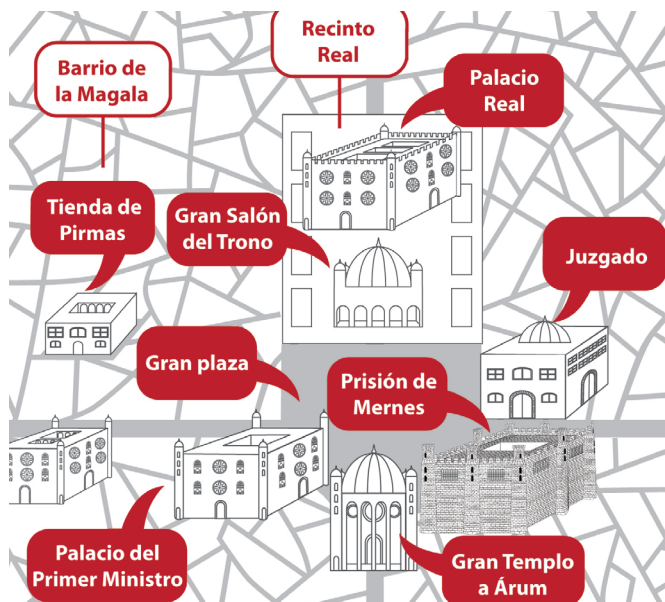 Recinto
Real
Barrio de
la Magala
Palacio
Real
Tienda de
Pirmas
Gran Salón
del Trono
Juzgado
Gran plaza
Prisión de
Mernes
Palacio del
Primer Ministro
Gran Templo
a Árum